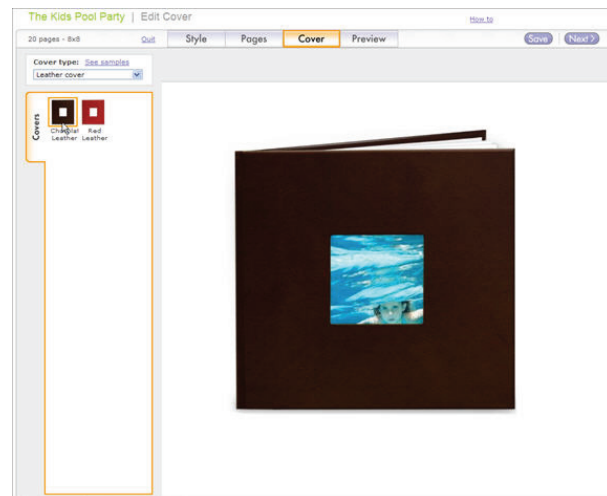 The Kids Pool Party | Edit Cover
How to
20 pages - 8x8 Quit Style Pages Cover Preview Save Next >
Cover type: See samples
Leather cover
Covers
Red
Leather Leather